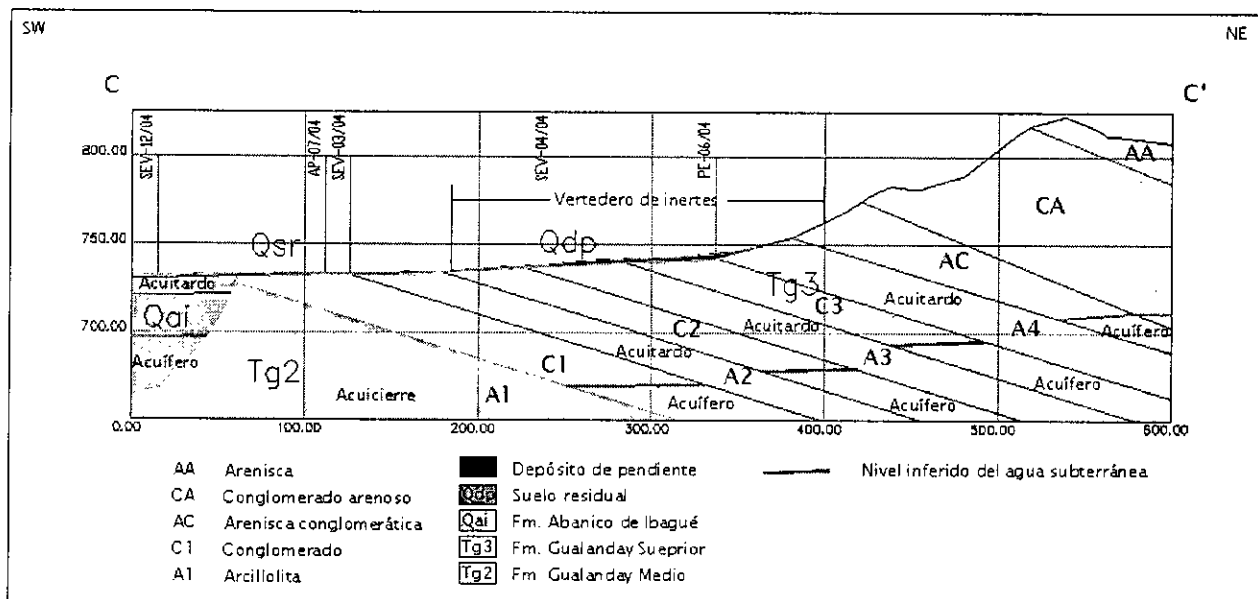 SW
NE
C
C'
SEV-12/04
AP-07/04
SEV-03/04
SEV-04/04
PE-06/04
800.00
750.00
700.00
AA
CA
Vertedero de inertes
Qsr
Qdp
AC
Tg3
C3
Acuitardo
Acuitardo
Qai
C2
Acuitardo
A4
Acuífero
Acuífero
Tg2
C1
Acuitardo
A3
Acuicierre
A1
A2
Acuífero
Acuífero
Acuífero
0.00
100.00
200.00
300.00
400.00
500.00
600.00
AA Arenisca
CA Conglomerado arenoso
AC Arenisca conglomerática
C1 Conglomerado
A1 Arcillolita
Depósito de pendiente
Qdp Suelo residual
Qai Fm. Abanico de Ibagué
Tg3 Fm. Gualanday Sueprior
Tg2 Fm Gualanday Medio
Nivel inferido del agua subterránea